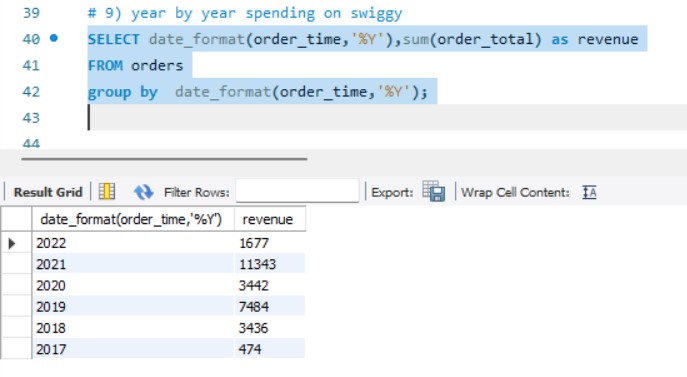 39 # 9) year by year spending on swiggy
40 SELECT date_format(order_time,'%Y'),sum(order_total) as revenue
41 FROM orders
42 group by  date_format(order_time,'%Y');
43
44
Result Grid Filter Rows: Export: Wrap Cell Content: IA
date_format(order_time,'%Y') revenue
2022 1677
2021 11343
2020 3442
2019 7484
2018 3436
2017 474